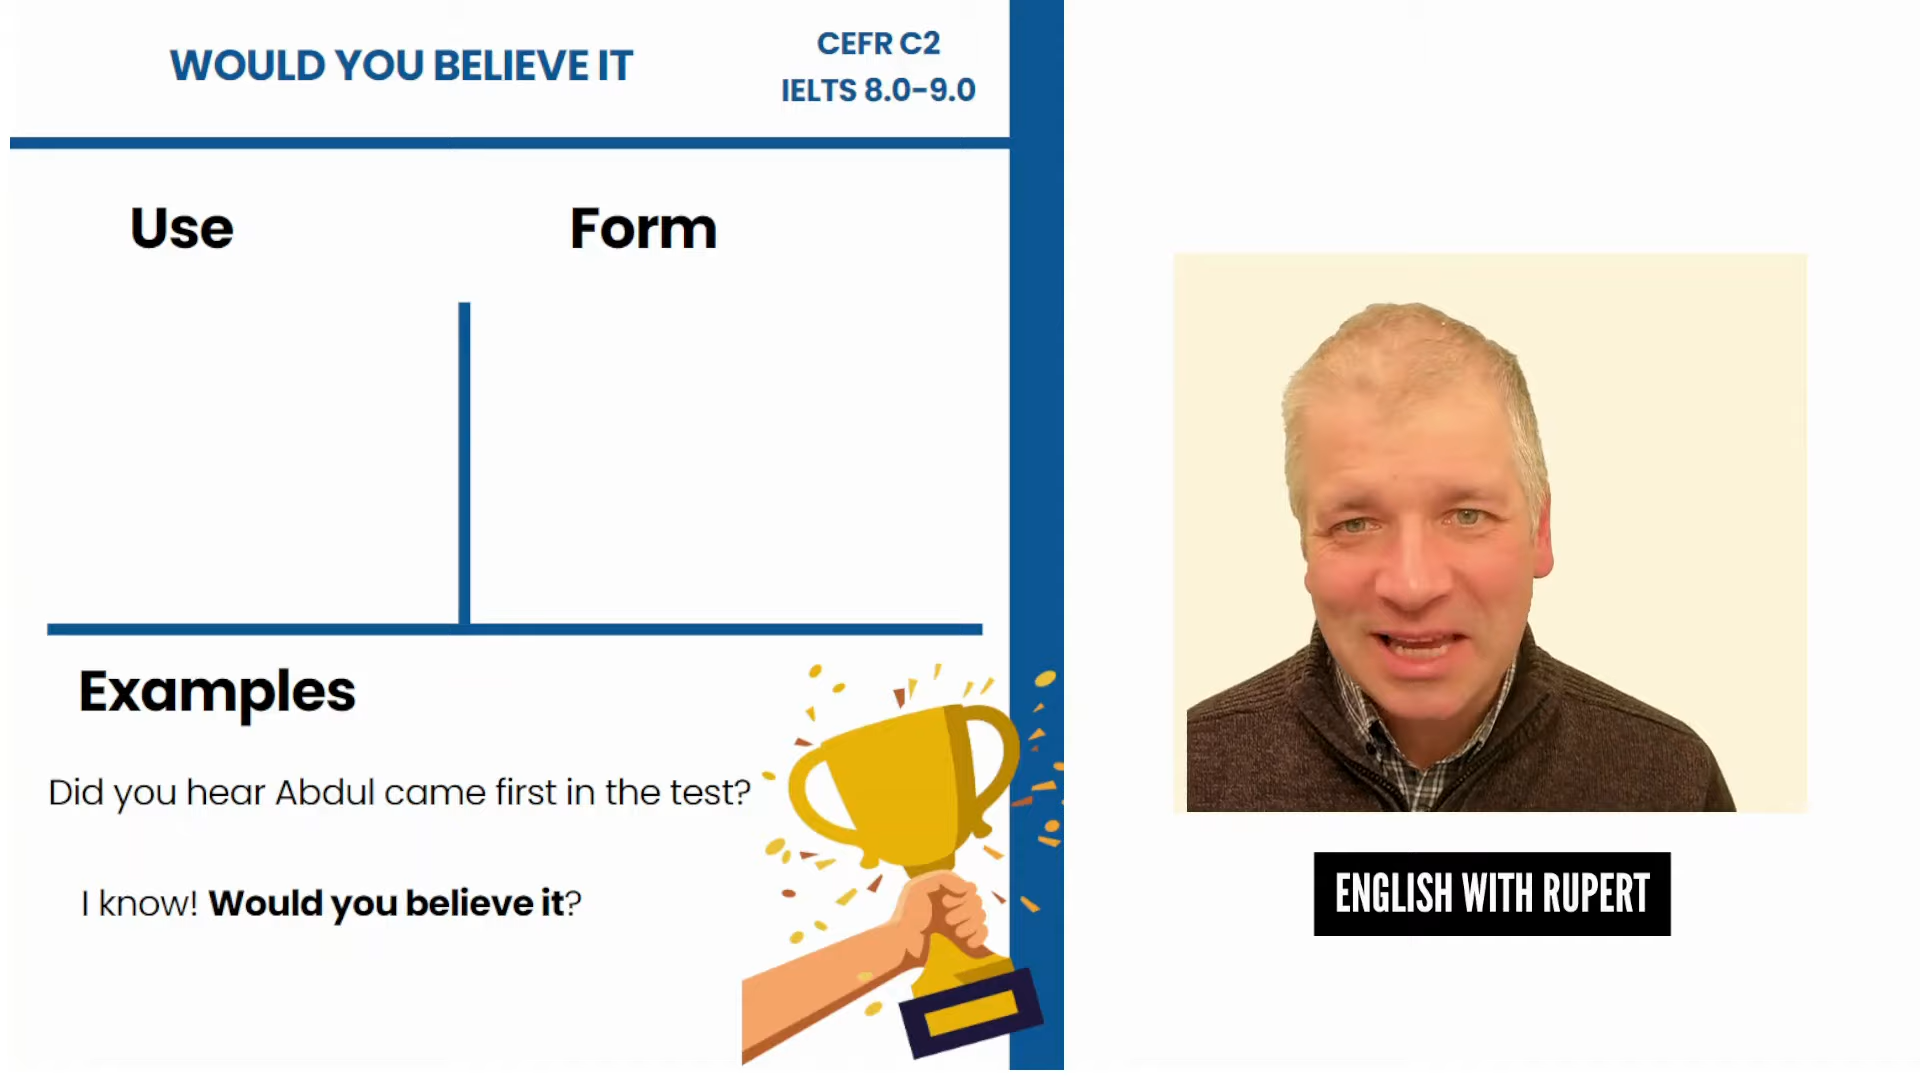 WOULD YOU BELIEVE IT
CEFR C2
IELTS 8.0-9.0
Use
Form
Examples
Did you hear Abdul came first in the test?
I know! Would you believe it?
ENGLISH WITH RUPERT